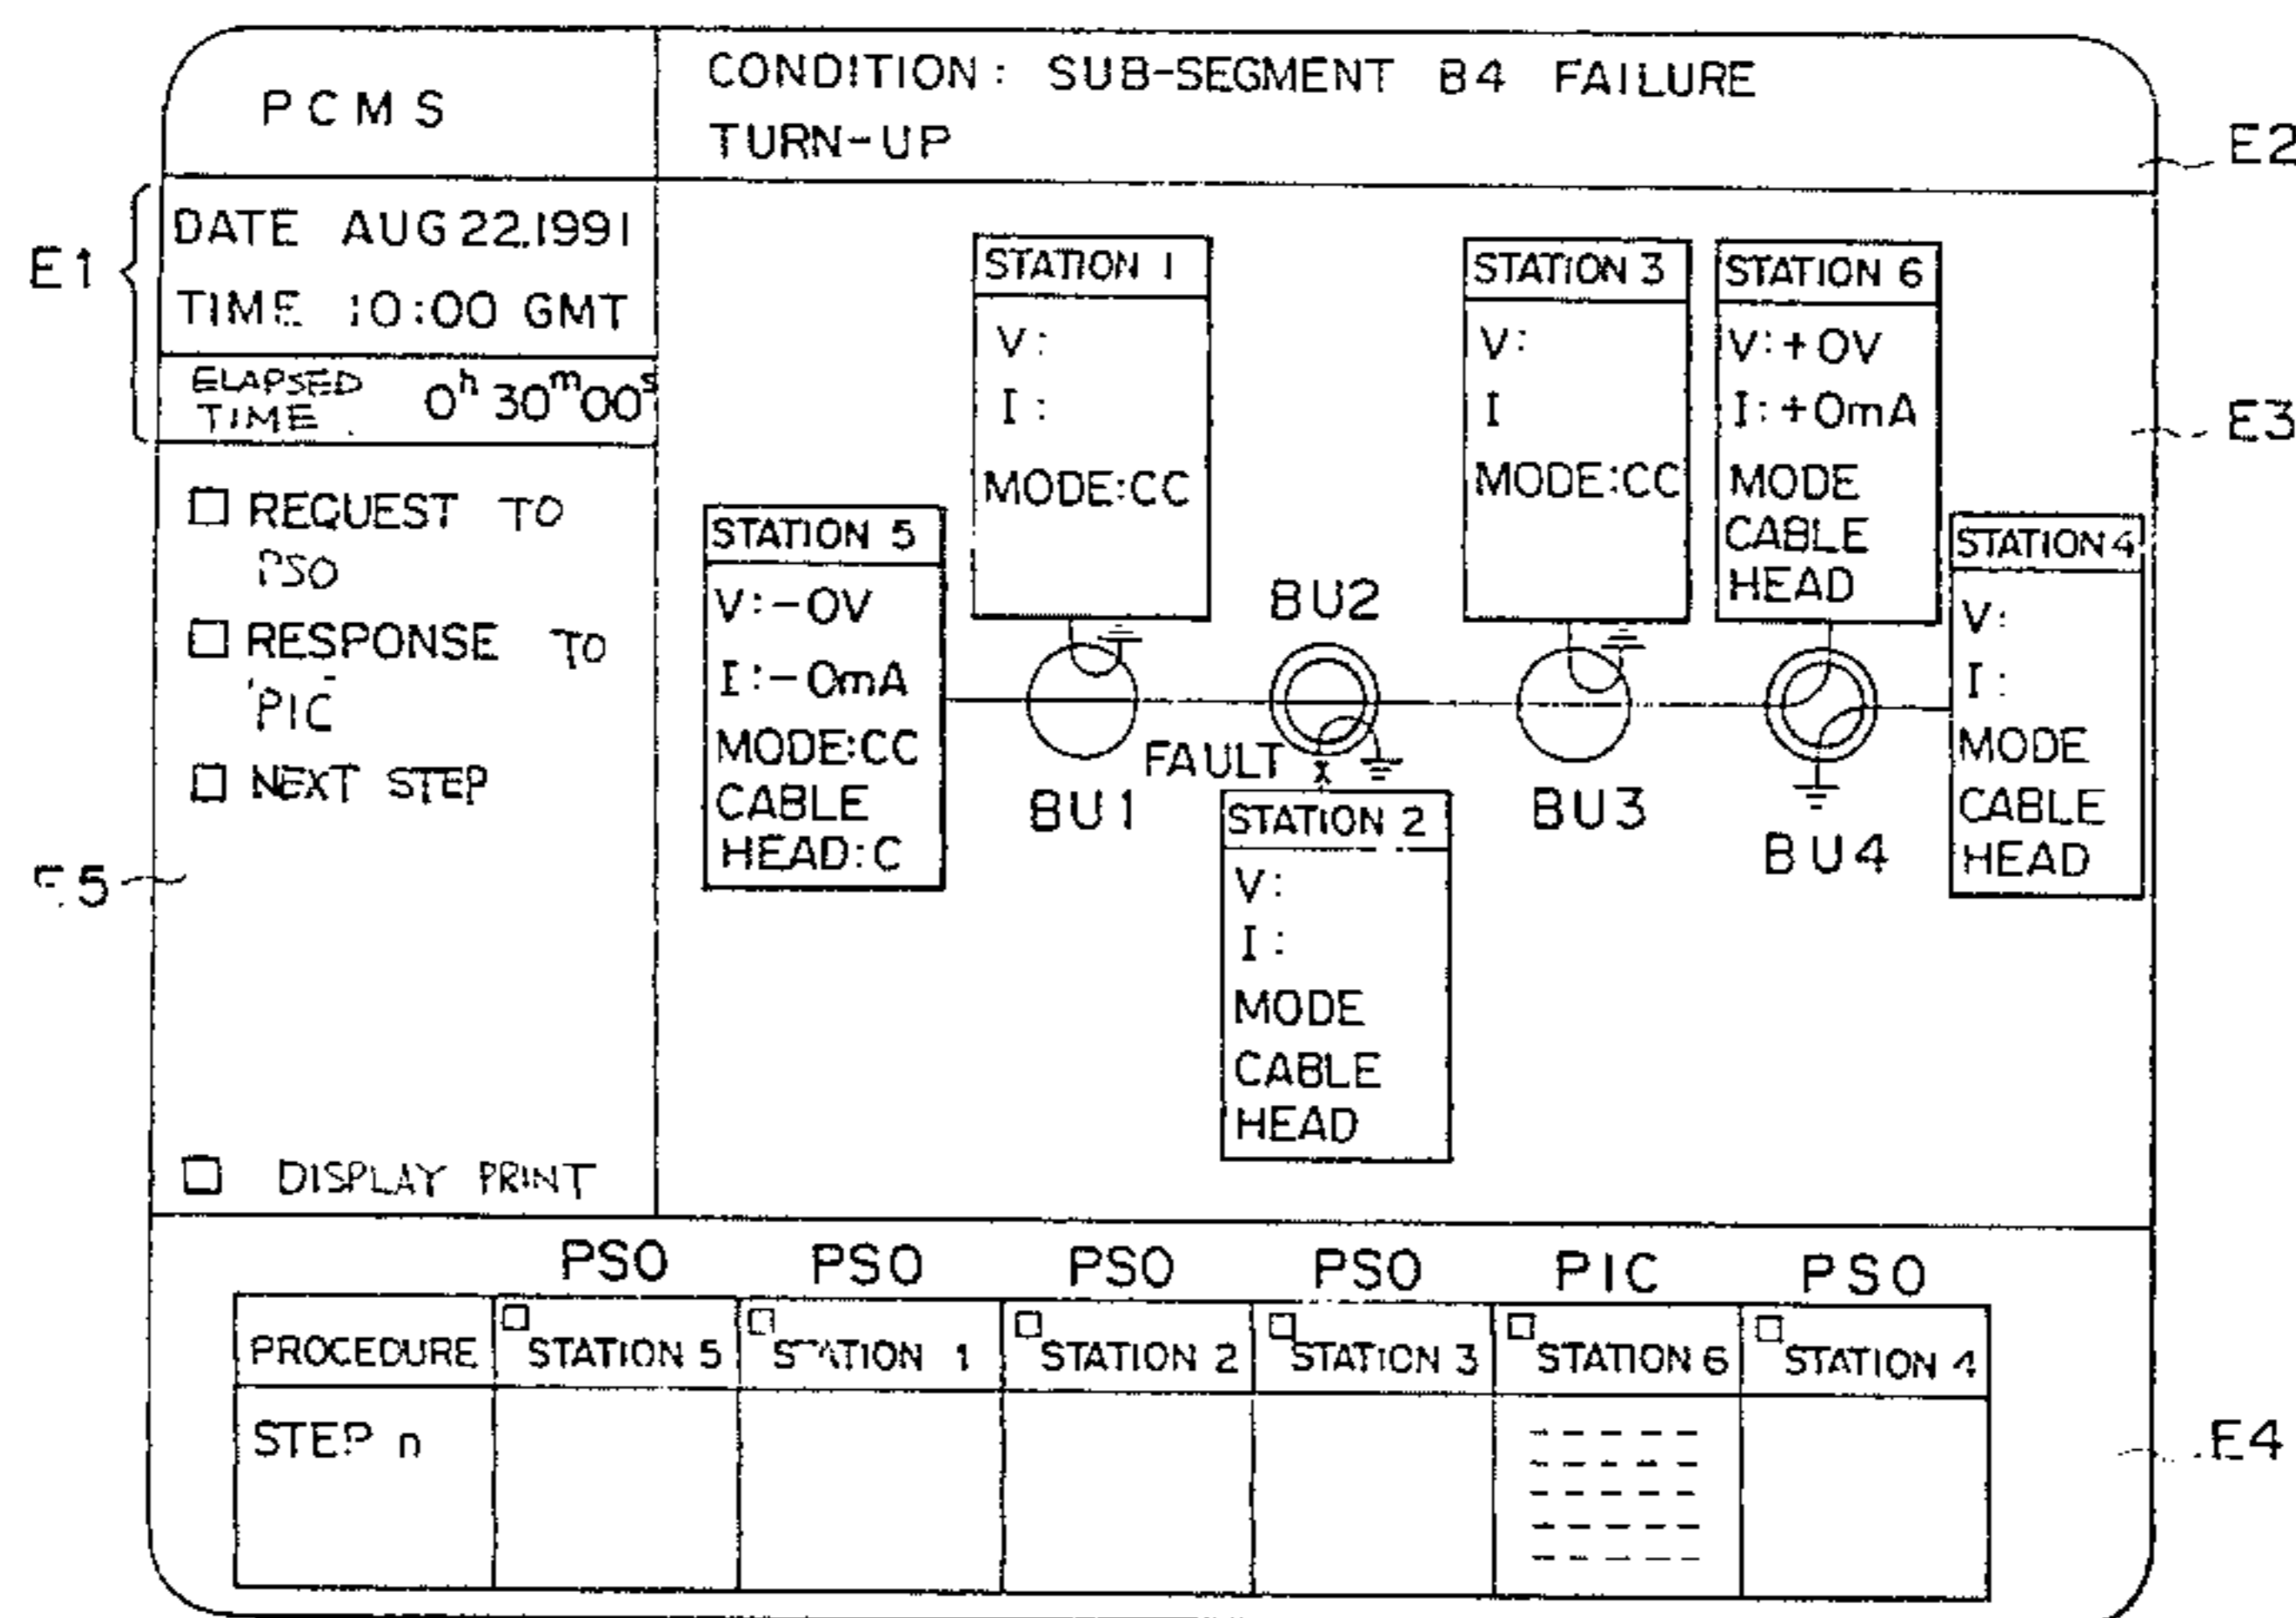 PCMS
CONDITION: SUB-SEGMENT B4 FAILURE
TURN-UP
E2
E1
DATE AUG 22.1991
TIME 10:00 GMT
ELAPSED
TIME
0h 30m00s
REQUEST TO
PSO
RESPONSE TO
PIC
NEXT STEP
E5
DISPLAY PRINT
E3
STATION 5
V:-0V
I:-0mA
MODE:CC
CABLE
HEAD:C
STATION 1
V:
I:
MODE:CC
BU1
BU2
FAULT
X
STATION 2
V:
I:
MODE
CABLE
HEAD
STATION 3
V:
I
MODE:CC
BU3
STATION 6
V:+0V
I:+0mA
MODE
CABLE
HEAD
BU4
STATION 4
V:
I:
MODE
CABLE
HEAD
PSO PSO PSO PSO PIC PSO
PROCEDURE STATION 5 STATION 1 STATION 2 STATION 3 STATION 6 STATION 4
STEP n
E4